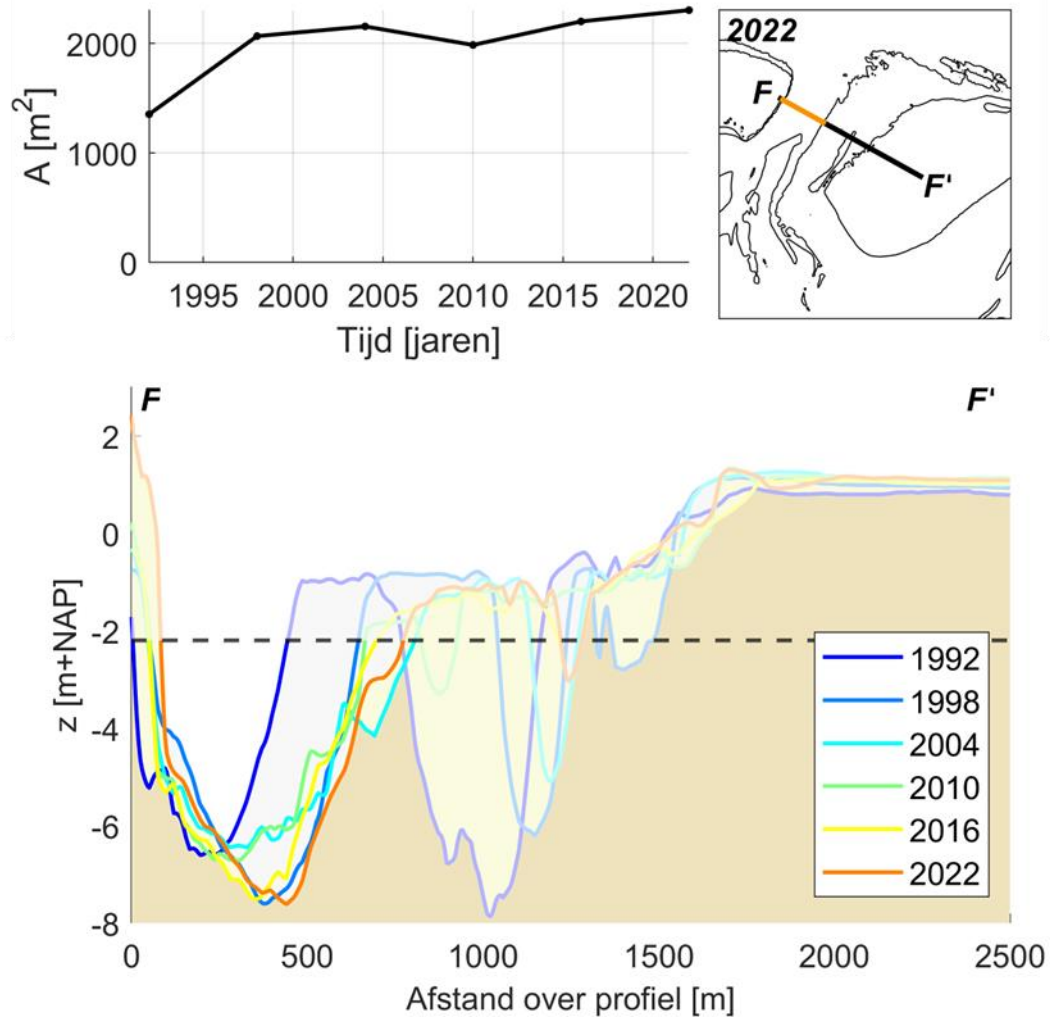 2000
1000
0
A [m²]
1995 2000 2005 2010 2015 2020
Tijd [jaren]
2022
F
F'
F F'
2
0
-2
-4
-6
-8
z [m+NAP]
1992
1998
2004
2010
2016
2022
0 500 1000 1500 2000 2500
Afstand over profiel [m]